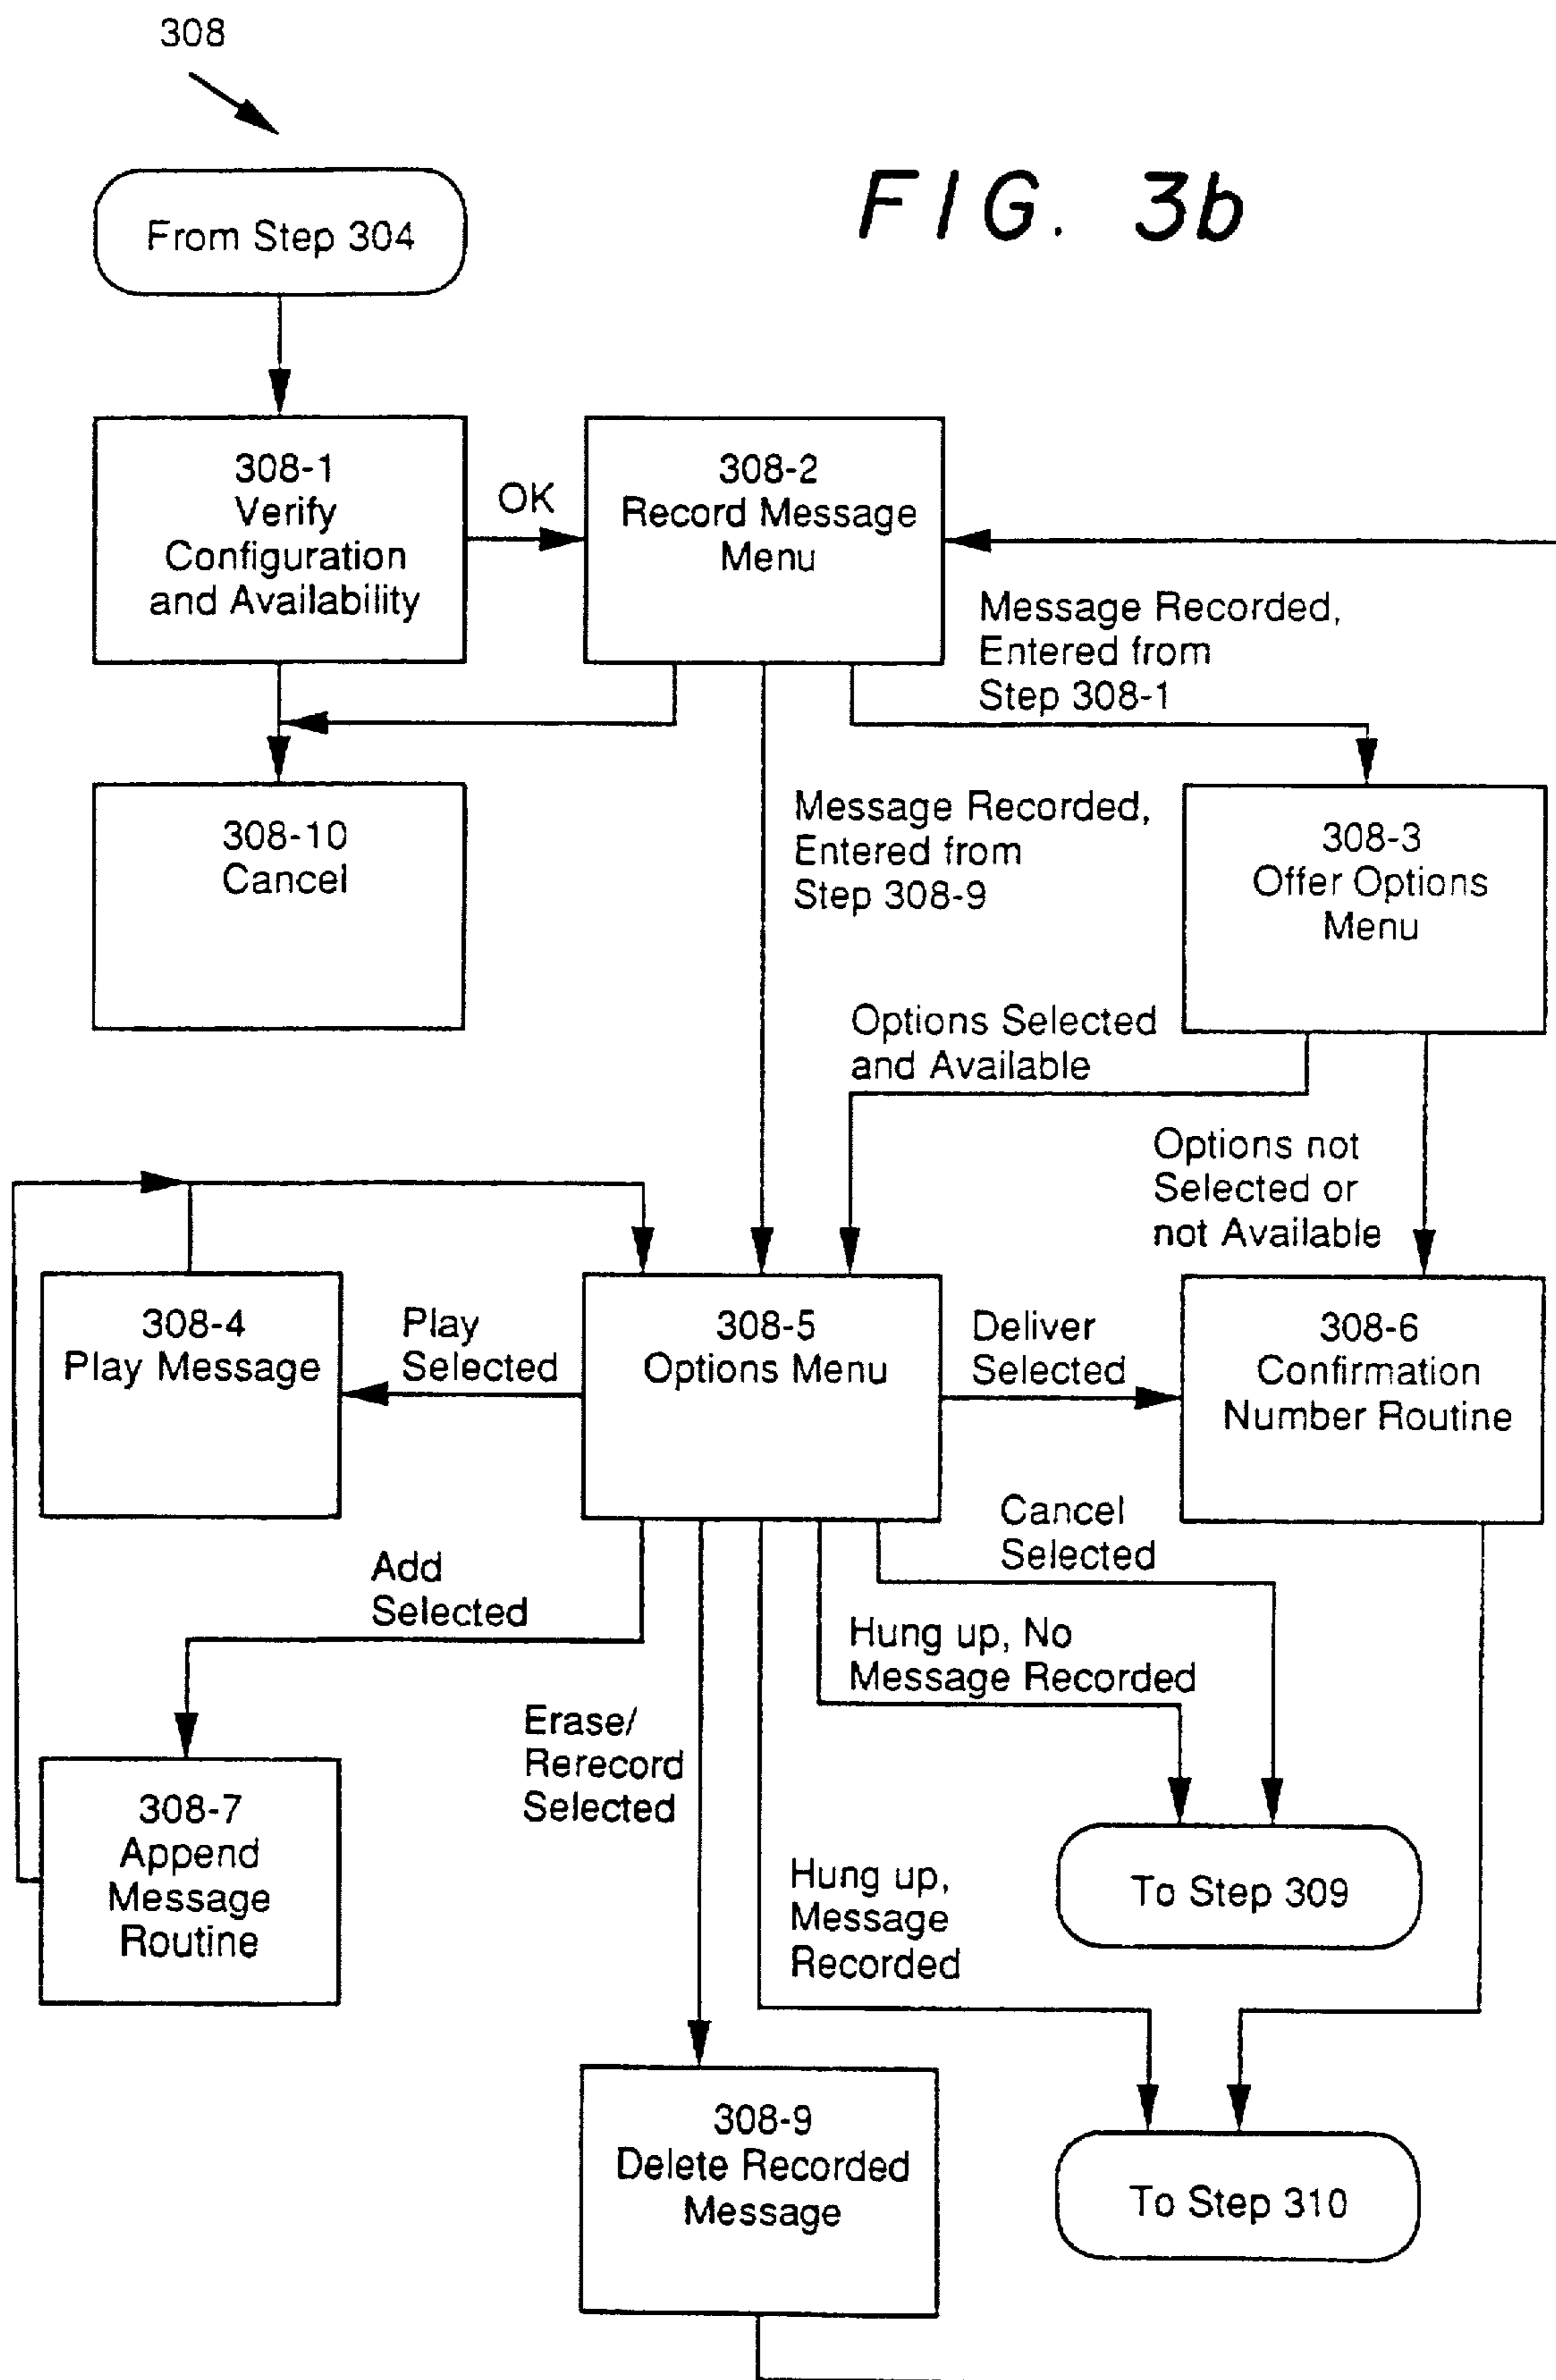 308
FIG. 3b
From Step 304
308-1
Verify
Configuration
and Availability
OK
308-2
Record Message
Menu
Message Recorded,
Entered from
Step 308-1
308-10
Cancel
Message Recorded,
Entered from
Step 308-9
308-3
Offer Options
Menu
Options Selected
and Available
Options not
Selected or
not Available
308-4
Play Message
Play
Selected
308-5
Options Menu
Deliver
Selected
308-6
Confirmation
Number Routine
Cancel
Selected
Add
Selected
Hung up, No
Message Recorded
Erase/
Rerecord
Selected
308-7
Append
Message
Routine
Hung up,
Message
Recorded
To Step 309
308-9
Delete Recorded
Message
To Step 310